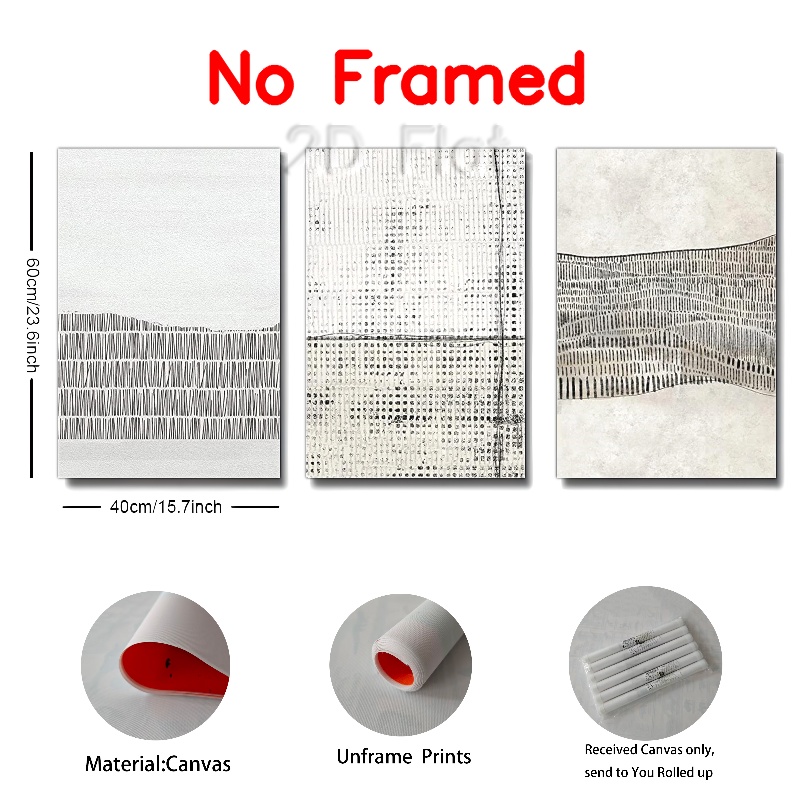 No Framed
2D Flat
60cm/23.6inch
40cm/15.7inch
Material:Canvas
Unframe Prints
Received Canvas only,
send to You Rolled up